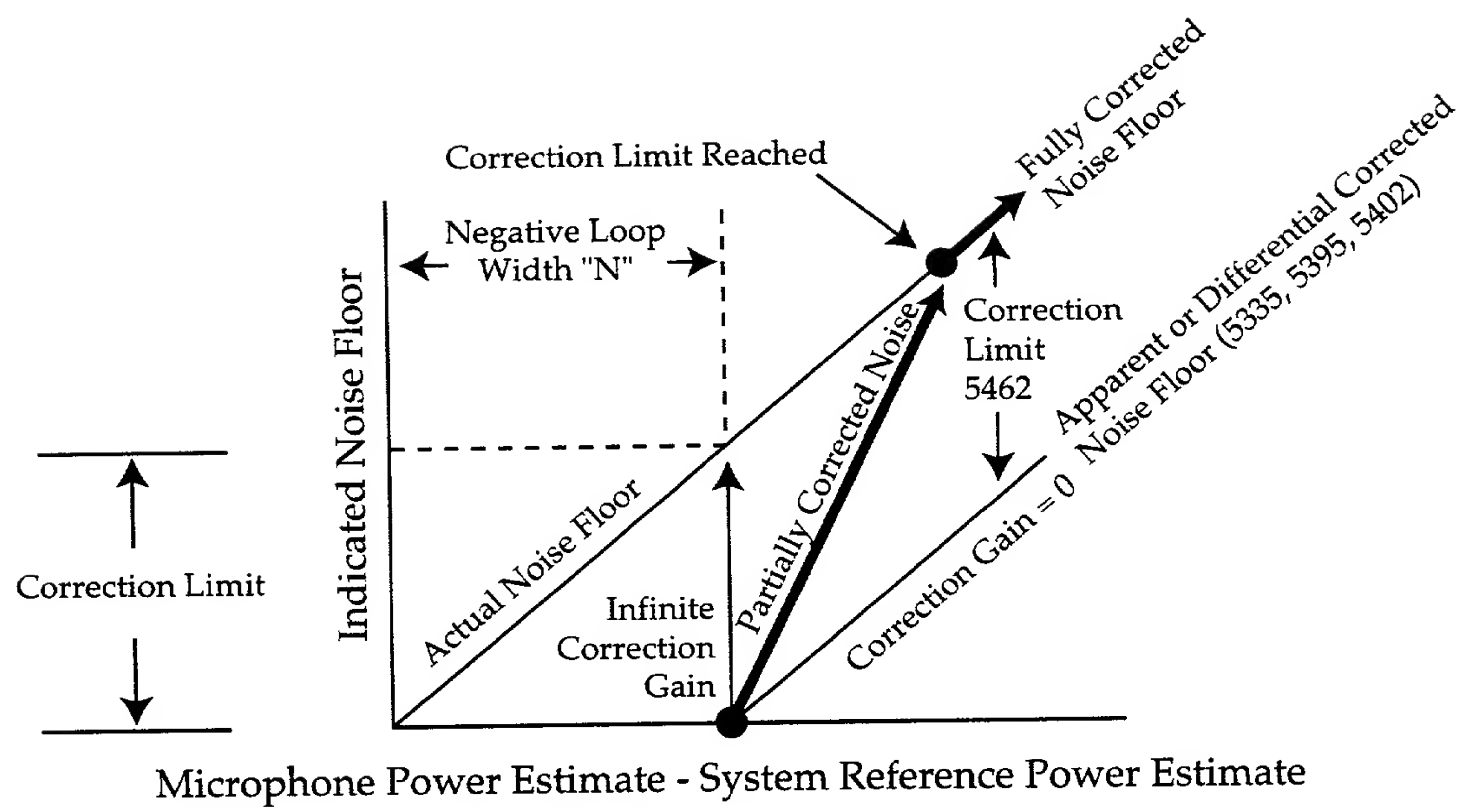 Fully Corrected
Noise Floor
Correction Limit Reached
Apparent or Differential Corrected
Noise Floor (5335, 5395, 5402)
Negative Loop
Width "N"
Indicated Noise Floor
Correction
Limit
5462
Partially Corrected Noise
Actual Noise Floor
Correction Limit
Infinite
Correction
Gain
Correction Gain = 0
Microphone Power Estimate - System Reference Power Estimate